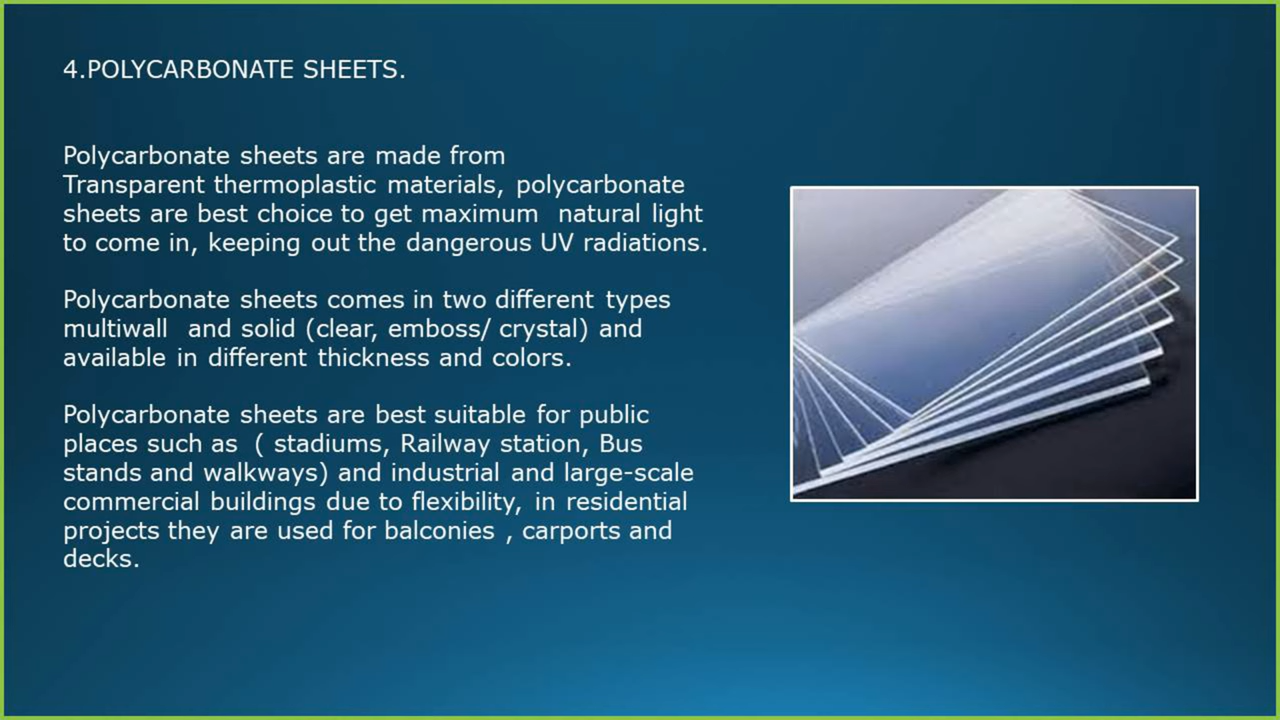 4.POLYCARBONATE SHEETS.
Polycarbonate sheets are made from
Transparent thermoplastic materials, polycarbonate
sheets are best choice to get maximum  natural light
to come in, keeping out the dangerous UV radiations.
Polycarbonate sheets comes in two different types
multiwall  and solid (clear, emboss/ crystal) and
available in different thickness and colors.
Polycarbonate sheets are best suitable for public
places such as  ( stadiums, Railway station, Bus
stands and walkways) and industrial and large-scale
commercial buildings due to flexibility, in residential
projects they are used for balconies , carports and
decks.